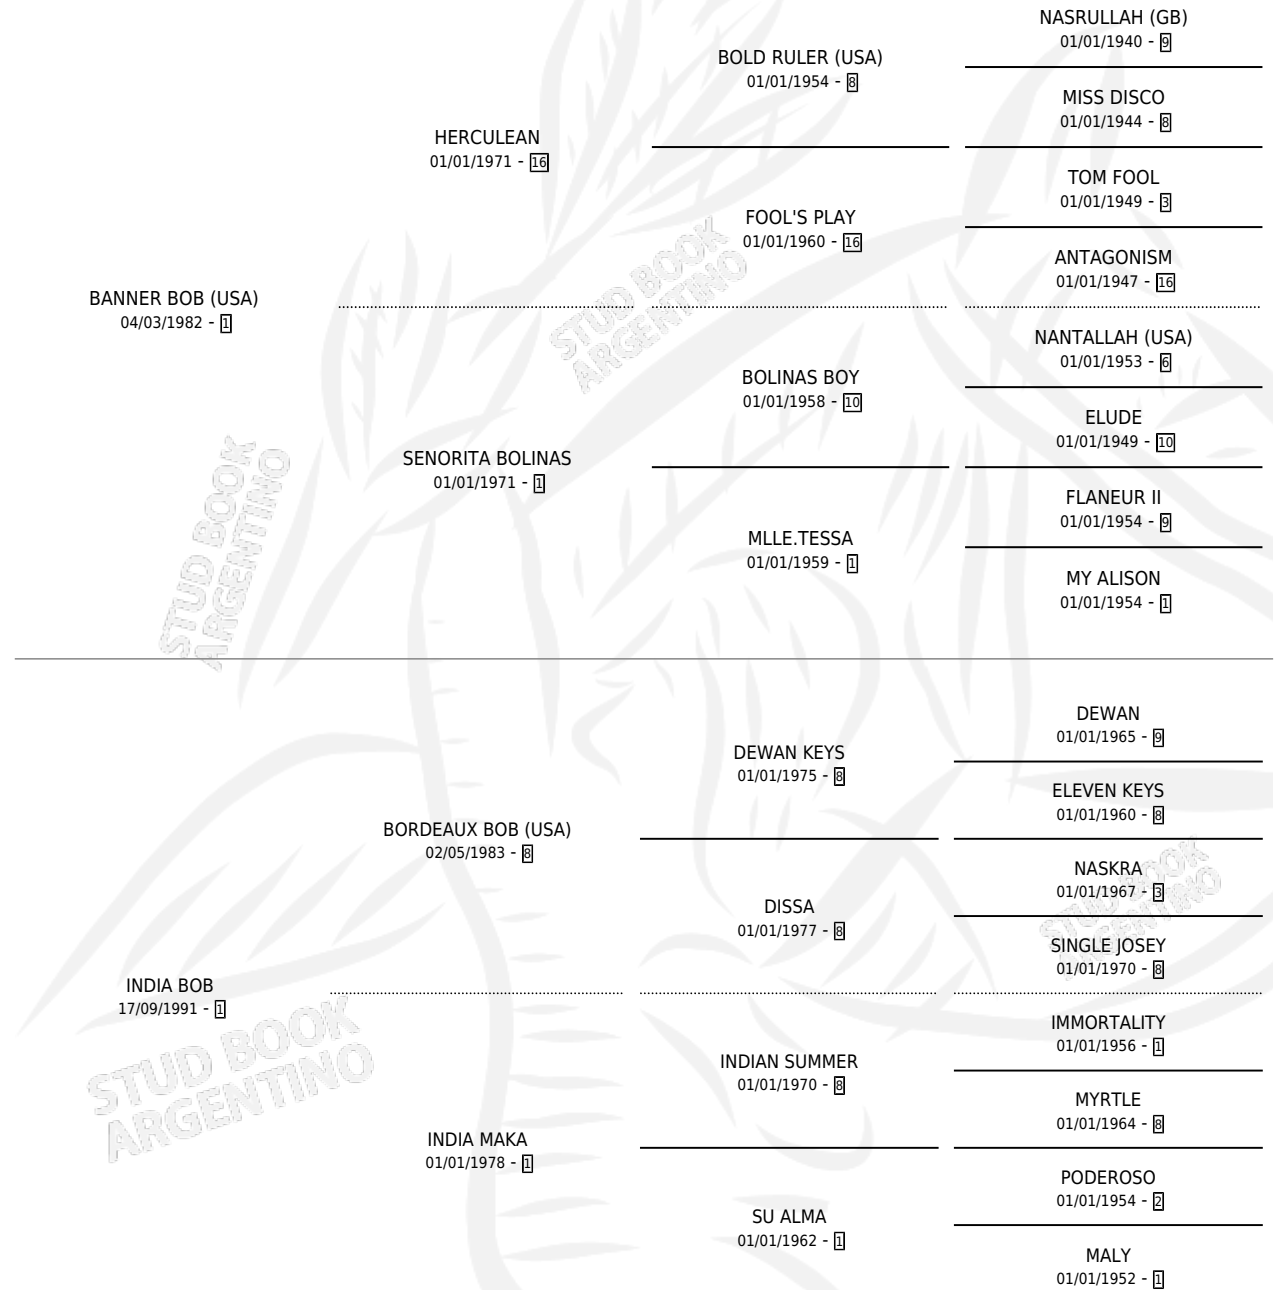 NASRULLAH (GB)
01/01/1940 - 9
BOLD RULER (USA)
01/01/1954 - 8
MISS DISCO
01/01/1944 - 8
HERCULEAN
01/01/1971 - 16
TOM FOOL
01/01/1949 - 3
FOOL'S PLAY
01/01/1960 - 16
ANTAGONISM
01/01/1947 - 16
BANNER BOB (USA)
04/03/1982 - 1
NANTALLAH (USA)
01/01/1953 - 6
BOLINAS BOY
01/01/1958 - 10
ELUDE
01/01/1949 - 10
SENORITA BOLINAS
01/01/1971 - 1
FLANEUR II
01/01/1954 - 9
MLLE.TESSA
01/01/1959 - 1
MY ALISON
01/01/1954 - 1
STUD BOOK
ARGENTINO
STUD BOOK
ARGENTINO
DEWAN
01/01/1965 - 9
DEWAN KEYS
01/01/1975 - 8
ELEVEN KEYS
01/01/1960 - 8
BORDEAUX BOB (USA)
02/05/1983 - 8
NASKRA
01/01/1967 - 3
DISSA
01/01/1977 - 8
SINGLE JOSEY
01/01/1970 - 8
INDIA BOB
17/09/1991 - 1
IMMORTALITY
01/01/1956 - 1
INDIAN SUMMER
01/01/1970 - 8
MYRTLE
01/01/1964 - 8
INDIA MAKA
01/01/1978 - 1
PODEROSO
01/01/1954 - 2
SU ALMA
01/01/1962 - 1
MALY
01/01/1952 - 1
STUD BOOK
ARGENTINO
STUD BOOK
ARGENTINO